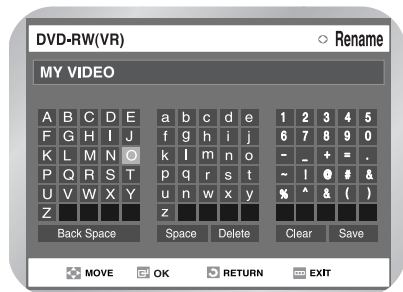 DVD-RW(VR) Rename
MY VIDEO
A B C D E a b c d e 1 2 3 4 5
F G H I J f g h i j 6 7 8 9 0
K L M N O k l m n o - _ + = .
P Q R S T p q r s t ~ ! @ # &
U V W X Y u n w x y % ^ & ( )
Z z
Back Space Space Delete Clear Save
MOVE OK RETURN EXIT